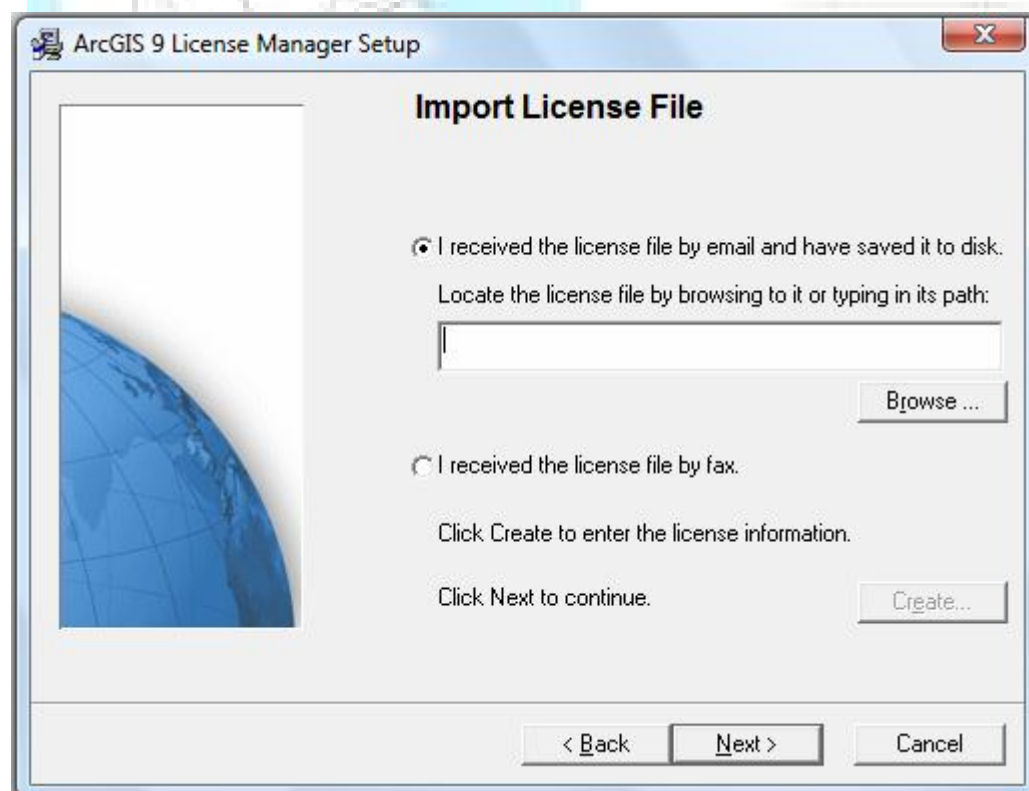 ArcGIS 9 License Manager Setup
Import License File
I received the license file by email and have saved it to disk.
Locate the license file by browsing to it or typing in its path:
Browse ...
I received the license file by fax.
Click Create to enter the license information.
Click Next to continue.
Create...
< Back
Next >
Cancel